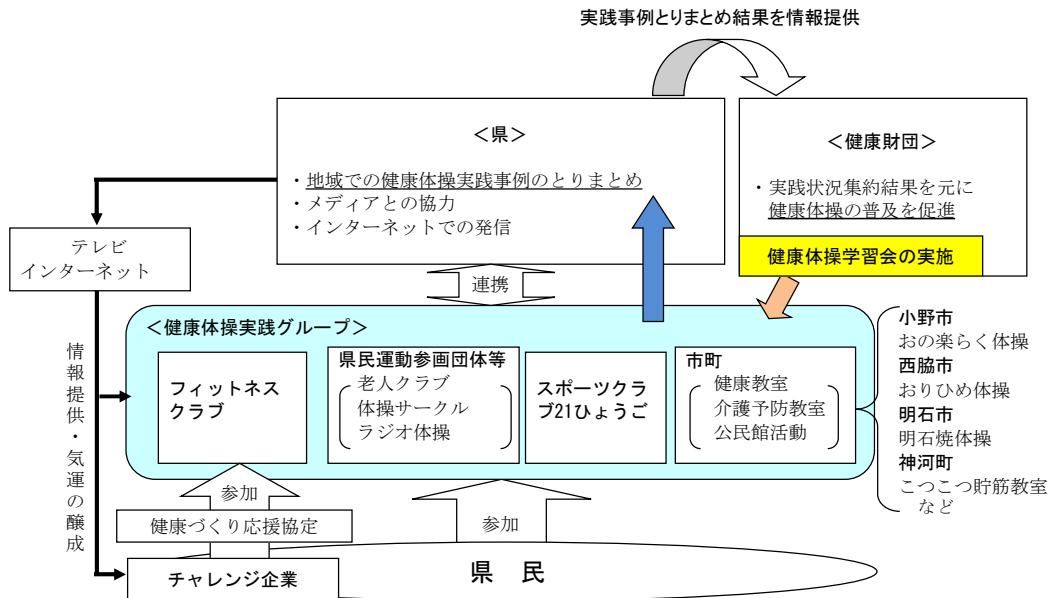 実践事例とりまとめ結果を情報提供
＜県＞
・地域での健康体操実践事例のとりまとめ
・メディアとの協力
・インターネットでの発信
＜健康財団＞
・実践状況集約結果を元に
健康体操の普及を促進
健康体操学習会の実施
テレビ
インターネット
連携
情報提供・気運の醸成
＜健康体操実践グループ＞
フィットネス
クラブ
県民運動参画団体等
老人クラブ
体操サークル
ラジオ体操
スポーツクラ
ブ21ひょうご
市町
健康教室
介護予防教室
公民館活動
小野市
おの楽らく体操
西脇市
おりひめ体操
明石市
明石焼体操
神河町
こつこつ貯筋教室
など
参加
健康づくり応援協定
参加
チャレンジ企業
県　民